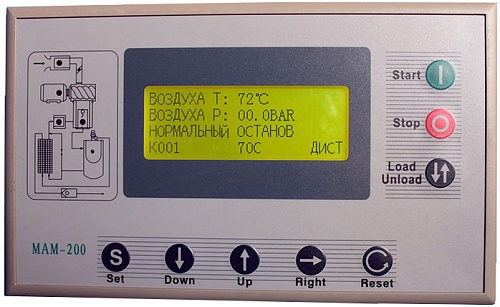 ВОЗДУХА T: 72℃
ВОЗДУХА P: 00.0BAR
НОРМАЛЬНЫЙ ОСТАНОВ
К001 70С ДИСТ
Start
Stop
Load
Unload
MAM-200
S
Set
Down
Up
Right
Reset